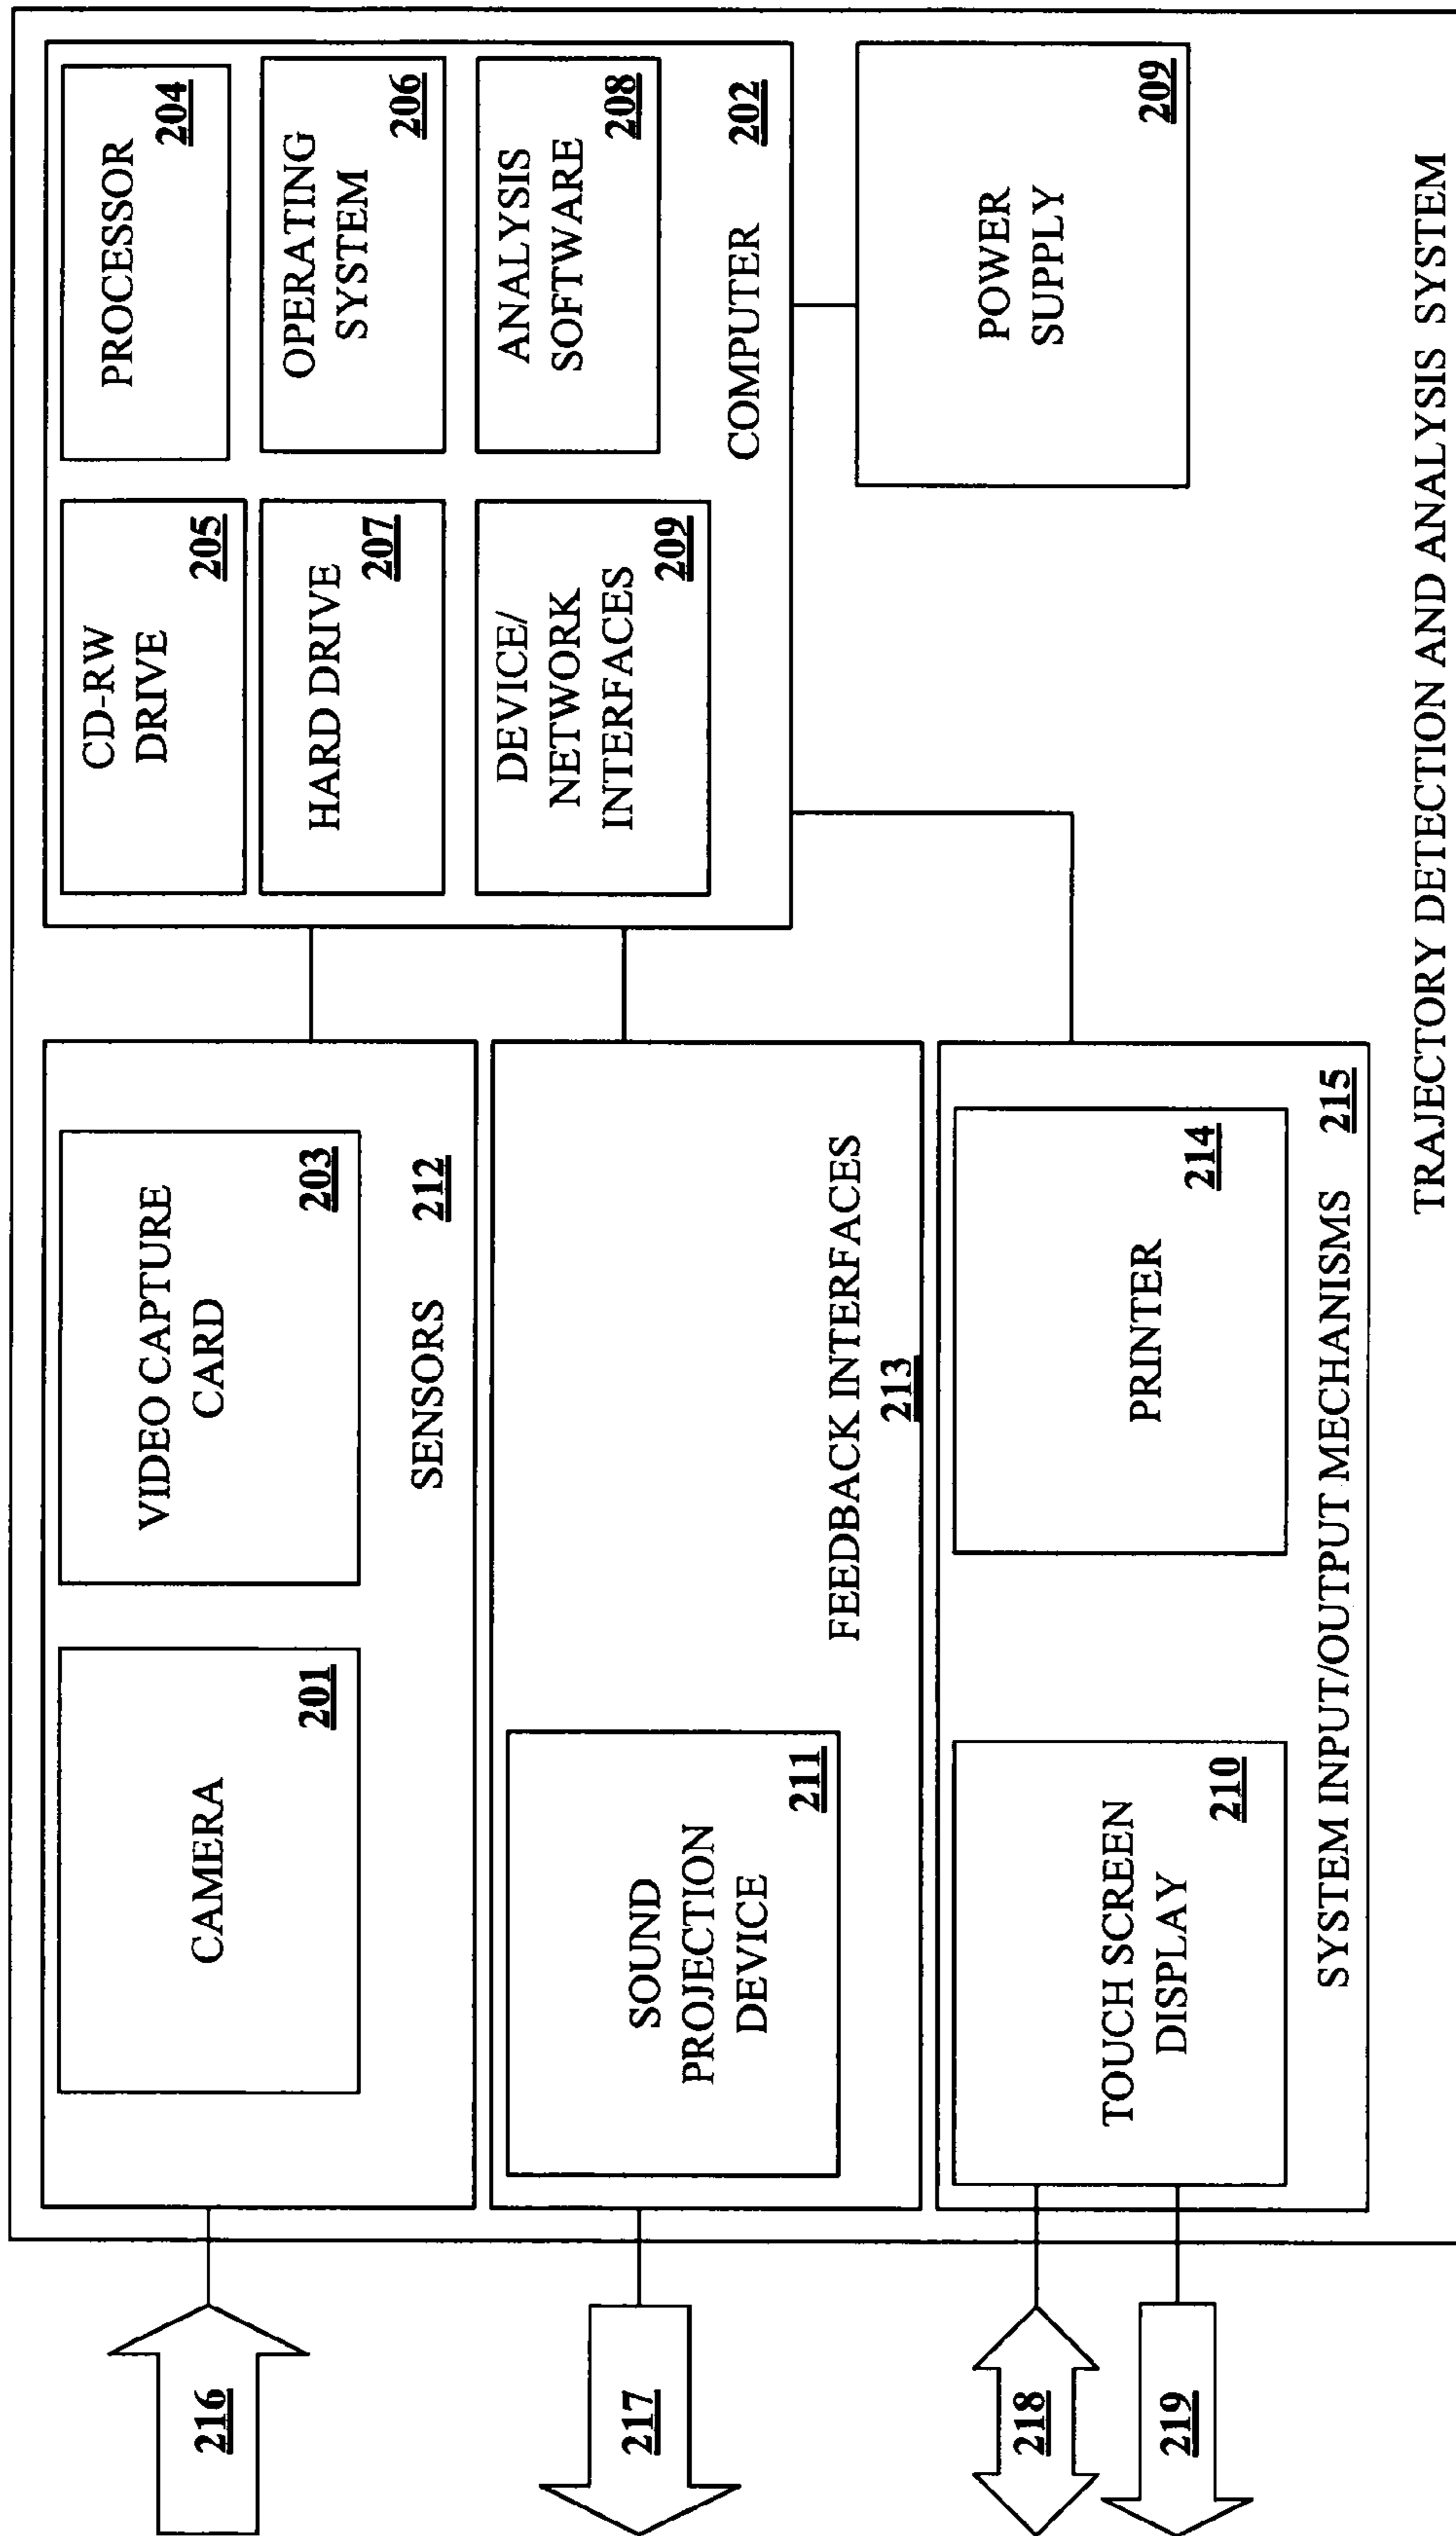 CAMERA
201
VIDEO CAPTURE
CARD
203
SENSORS 212
SOUND
PROJECTION
DEVICE
211
FEEDBACK INTERFACES
213
TOUCH SCREEN
DISPLAY
210
PRINTER
214
SYSTEM INPUT/OUTPUT MECHANISMS 215
CD-RW
DRIVE
205
PROCESSOR
204
HARD DRIVE
207
OPERATING
SYSTEM
206
DEVICE/
NETWORK
INTERFACES
209
ANALYSIS
SOFTWARE
208
COMPUTER 202
POWER
SUPPLY
209
216
217
218
219
TRAJECTORY DETECTION AND ANALYSIS SYSTEM